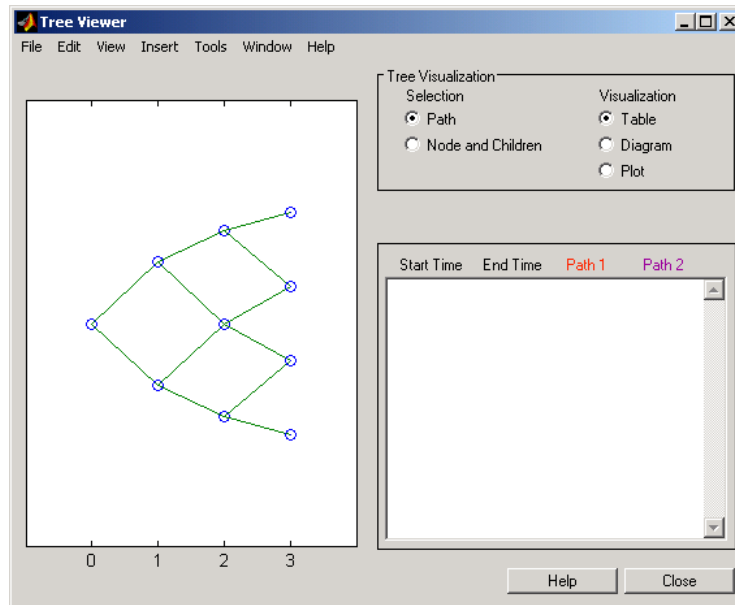 Tree Viewer
File Edit View Insert Tools Window Help
Tree Visualization
Selection Visualization
Path Table
Node and Children Diagram
Plot
Start Time End Time Path 1 Path 2
0 1 2 3
Help Close